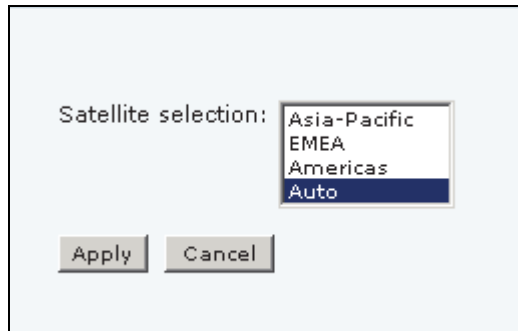 Satellite selection:
Asia-Pacific
EMEA
Americas
Auto
Apply Cancel